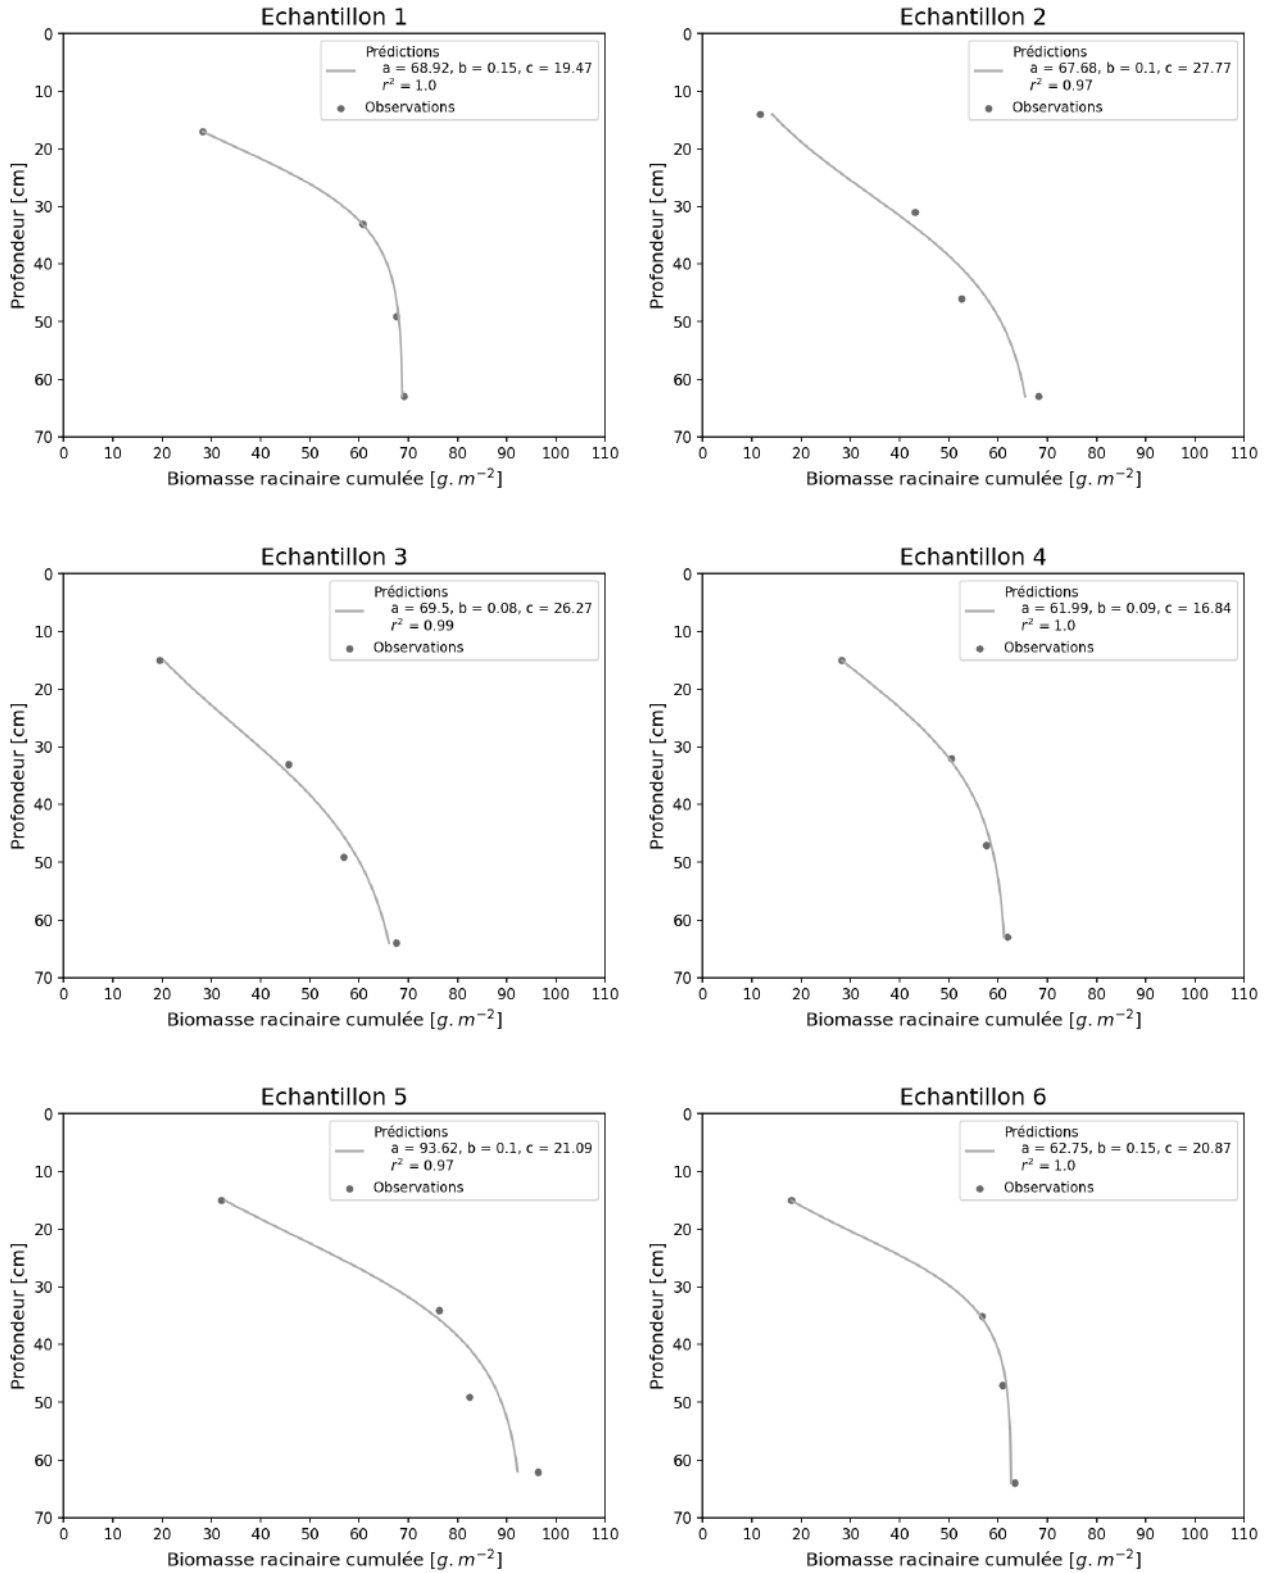 Echantillon 1
Prédictions
a = 68.92, b = 0.15, c = 19.47
r² = 1.0
Observations
0
10
20
30
40
50
60
70
Profondeur [cm]
0 10 20 30 40 50 60 70 80 90 100 110
Biomasse racinaire cumulée [g.m⁻²]
Echantillon 2
Prédictions
a = 67.68, b = 0.1, c = 27.77
r² = 0.97
Observations
0
10
20
30
40
50
60
70
Profondeur [cm]
0 10 20 30 40 50 60 70 80 90 100 110
Biomasse racinaire cumulée [g.m⁻²]
Echantillon 3
Prédictions
a = 69.5, b = 0.08, c = 26.27
r² = 0.99
Observations
0
10
20
30
40
50
60
70
Profondeur [cm]
0 10 20 30 40 50 60 70 80 90 100 110
Biomasse racinaire cumulée [g.m⁻²]
Echantillon 4
Prédictions
a = 61.99, b = 0.09, c = 16.84
r² = 1.0
Observations
0
10
20
30
40
50
60
70
Profondeur [cm]
0 10 20 30 40 50 60 70 80 90 100 110
Biomasse racinaire cumulée [g.m⁻²]
Echantillon 5
Prédictions
a = 93.62, b = 0.1, c = 21.09
r² = 0.97
Observations
0
10
20
30
40
50
60
70
Profondeur [cm]
0 10 20 30 40 50 60 70 80 90 100 110
Biomasse racinaire cumulée [g.m⁻²]
Echantillon 6
Prédictions
a = 62.75, b = 0.15, c = 20.87
r² = 1.0
Observations
0
10
20
30
40
50
60
70
Profondeur [cm]
0 10 20 30 40 50 60 70 80 90 100 110
Biomasse racinaire cumulée [g.m⁻²]